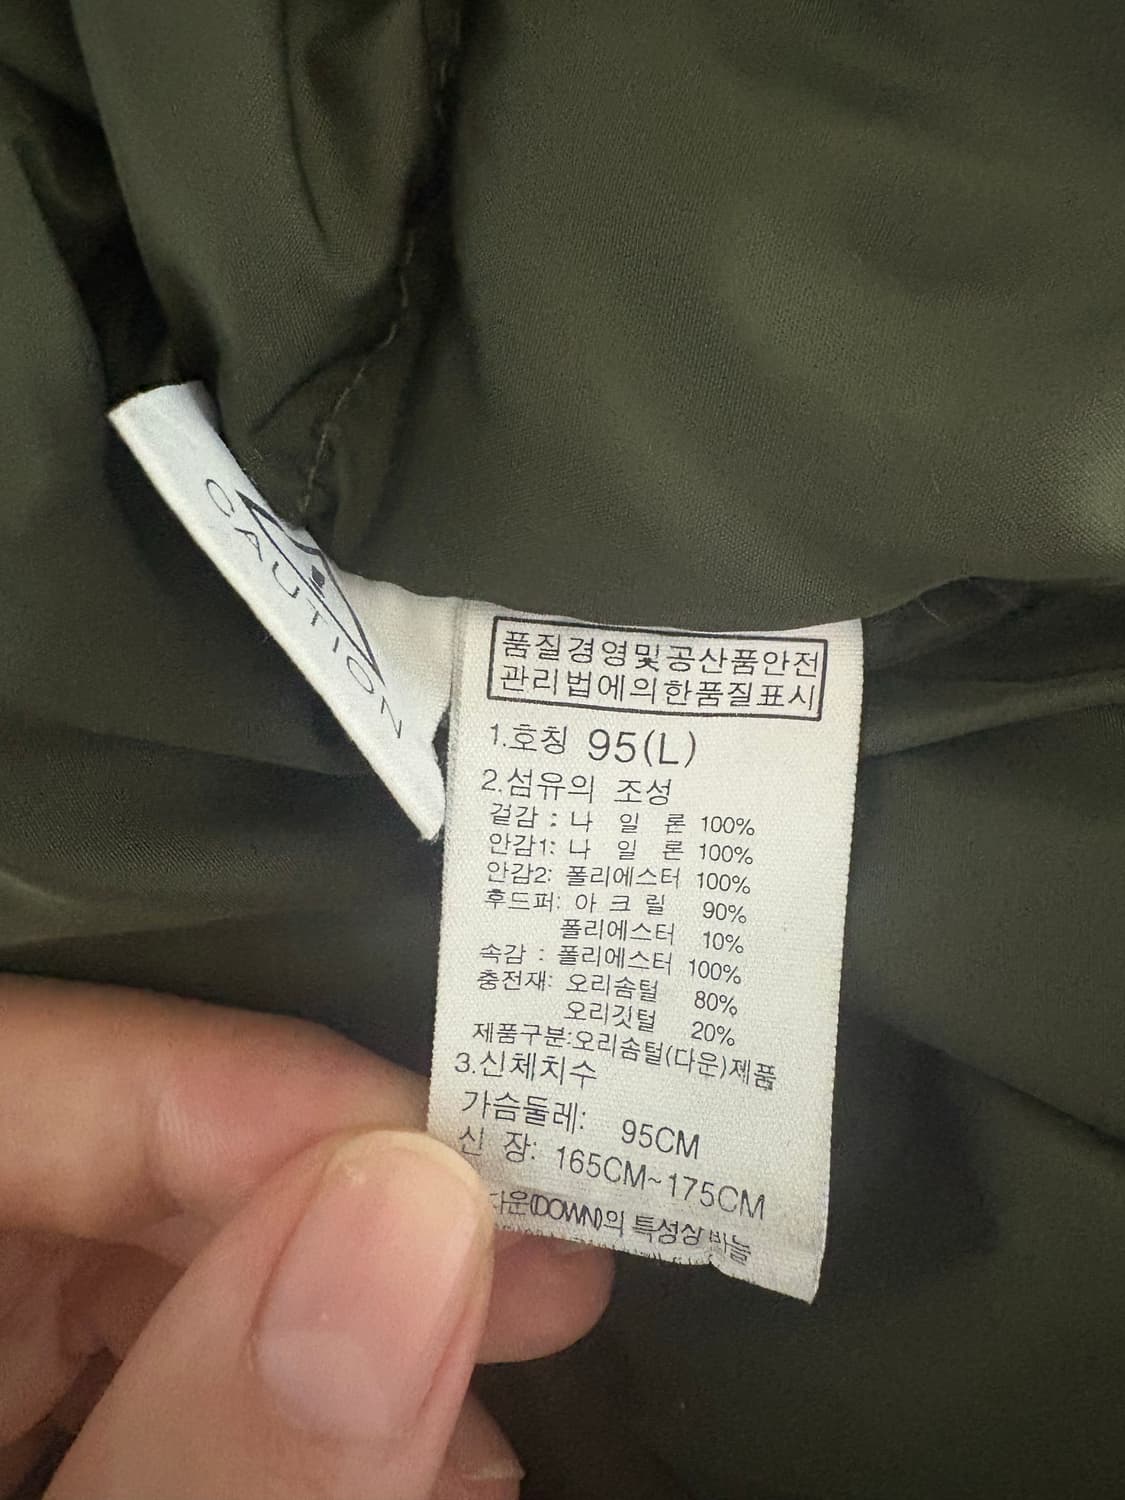 CAUTION
품질경영및공산품안전
관리법에의한품질표시
1.호칭 95(L)
2.섬유의 조성
겉감 : 나 일 론 100%
안감1: 나 일 론 100%
안감2: 폴리에스터 100%
후드퍼: 아 크 릴 90%
폴리에스터 10%
속감 : 폴리에스터 100%
충전재: 오리솜털 80%
오리깃털 20%
제품구분:오리솜털(다운)제품
3.신체치수
가슴둘레: 95CM
신 장: 165CM~175CM
다운(DOWN)의 특성상 바늘